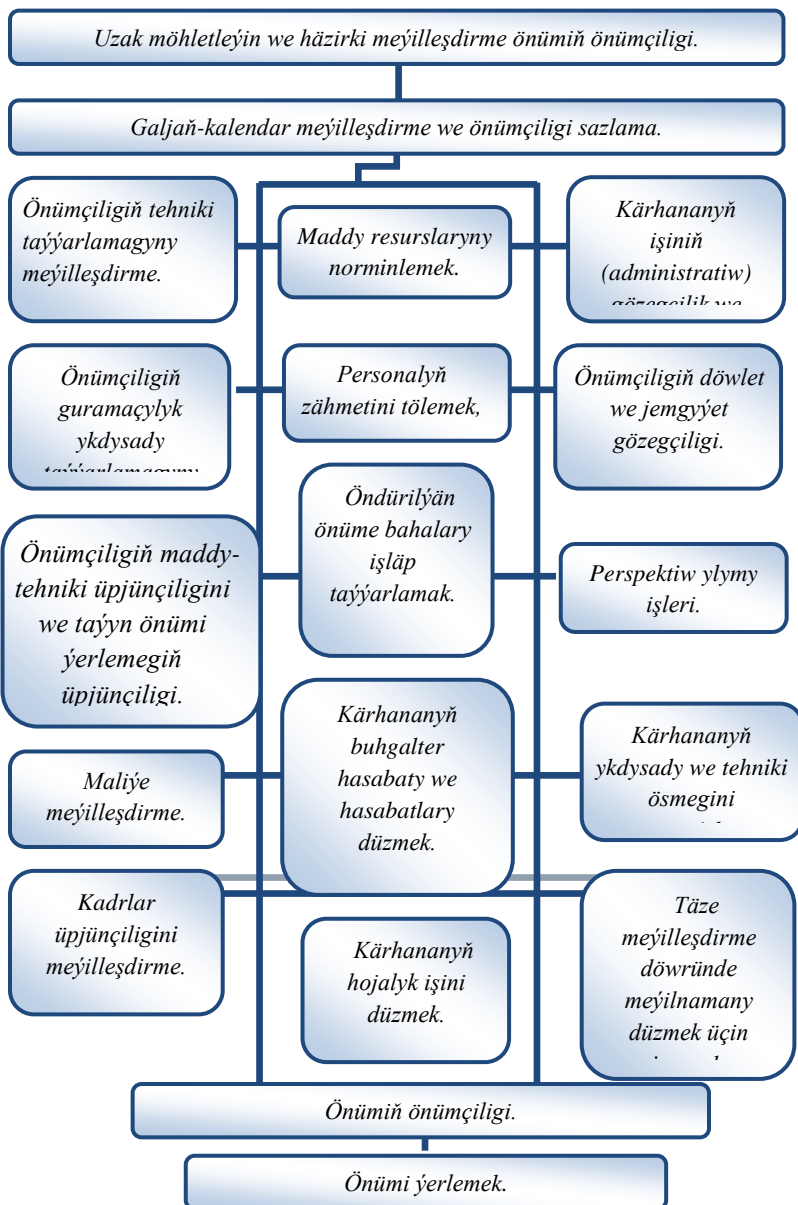 Uzak möhletleýin we häzirki meýilleşdirme önümiň önümçiligi.
Galjaň-kalendar meýilleşdirme we önümçiligi sazlama.
Önümçiligiň tehniki
taýýarlamagyny
meýilleşdirme.
Maddy resurslaryny
norminlemek.
Kärhananyň
işiniň
(administratiw)
gözegçilik we
Önümçiligiň
guramaçylyk
ykdysady
taýýarlamagyny
Personalyň
zähmetini tölemek,
Önümçiligiň döwlet
we jemgyýet
gözegçiligi.
Önümçiligiň maddy-
tehniki üpjünçiligini
we taýyn önümi
ýerlemegiň
üpjünçiligi.
Öndürilýän
önüme bahalary
işläp
taýýarlamak.
Perspektiw ylymy
işleri.
Maliýe
meýilleşdirme.
Kärhananyň
buhgalter
hasabaty we
hasabatlary
düzmek.
Kärhananyň
ykdysady we tehniki
ösmegini
Kadrlar
üpjünçiligini
meýilleşdirme.
Kärhananyň
hojalyk işini
düzmek.
Täze
meýilleşdirme
döwründe
meýilnamany
düzmek üçin
Önümiň önümçiligi.
Önümi ýerlemek.